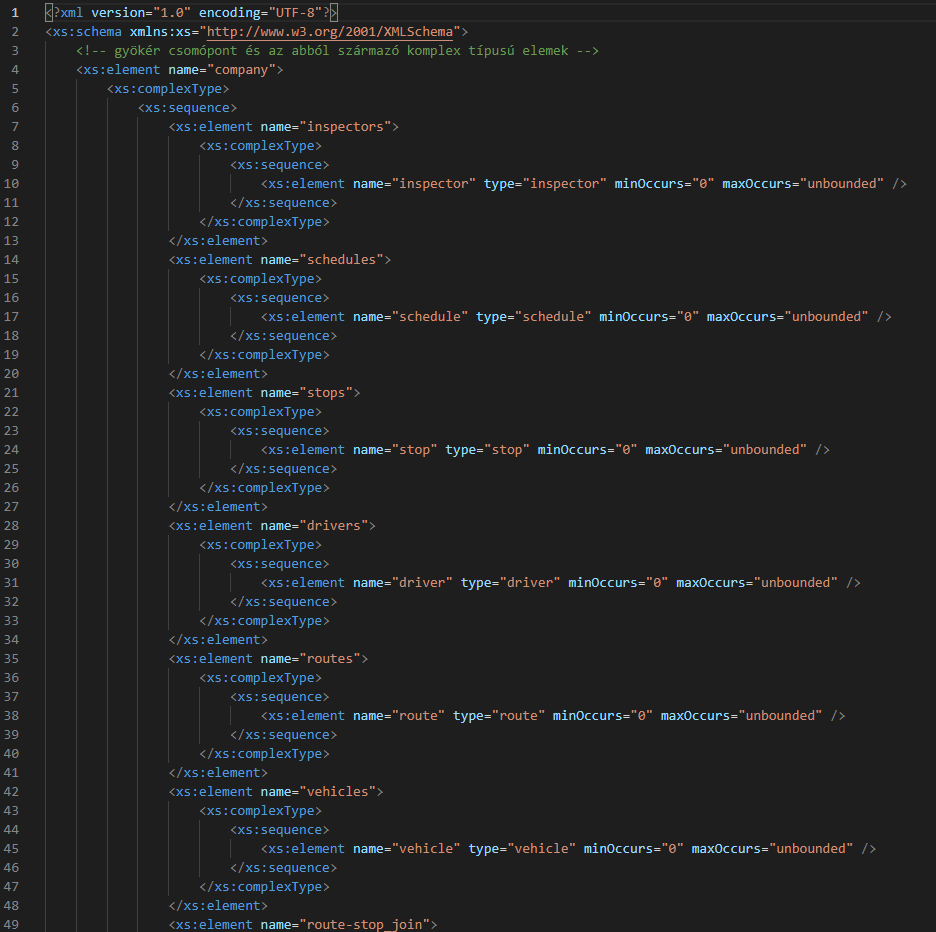 1 <?xml version="1.0" encoding="UTF-8"?>
2 <xs:schema xmlns:xs="http://www.w3.org/2001/XMLSchema">
3 <!-- gyökér csomópont és az abból származó komplex típusú elemek -->
4 <xs:element name="company">
5 <xs:complexType>
6 <xs:sequence>
7 <xs:element name="inspectors">
8 <xs:complexType>
9 <xs:sequence>
10 <xs:element name="inspector" type="inspector" minOccurs="0" maxOccurs="unbounded" />
11 </xs:sequence>
12 </xs:complexType>
13 </xs:element>
14 <xs:element name="schedules">
15 <xs:complexType>
16 <xs:sequence>
17 <xs:element name="schedule" type="schedule" minOccurs="0" maxOccurs="unbounded" />
18 </xs:sequence>
19 </xs:complexType>
20 </xs:element>
21 <xs:element name="stops">
22 <xs:complexType>
23 <xs:sequence>
24 <xs:element name="stop" type="stop" minOccurs="0" maxOccurs="unbounded" />
25 </xs:sequence>
26 </xs:complexType>
27 </xs:element>
28 <xs:element name="drivers">
29 <xs:complexType>
30 <xs:sequence>
31 <xs:element name="driver" type="driver" minOccurs="0" maxOccurs="unbounded" />
32 </xs:sequence>
33 </xs:complexType>
34 </xs:element>
35 <xs:element name="routes">
36 <xs:complexType>
37 <xs:sequence>
38 <xs:element name="route" type="route" minOccurs="0" maxOccurs="unbounded" />
39 </xs:sequence>
40 </xs:complexType>
41 </xs:element>
42 <xs:element name="vehicles">
43 <xs:complexType>
44 <xs:sequence>
45 <xs:element name="vehicle" type="vehicle" minOccurs="0" maxOccurs="unbounded" />
46 </xs:sequence>
47 </xs:complexType>
48 </xs:element>
49 <xs:element name="route-stop_join">